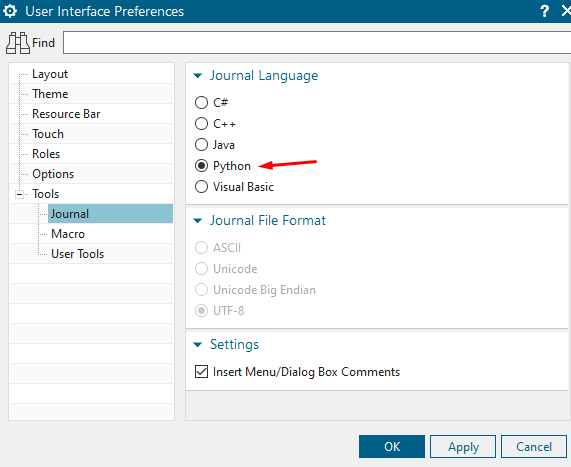 User Interface Preferences
?
Find
Layout
Theme
Resource Bar
Touch
Roles
Options
Tools
Journal
Macro
User Tools
Journal Language
C#
C++
Java
Python
Visual Basic
Journal File Format
ASCII
Unicode
Unicode Big Endian
UTF-8
Settings
Insert Menu/Dialog Box Comments
OK
Apply
Cancel